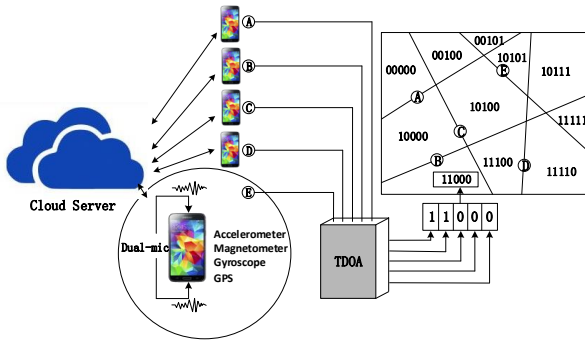 A
B
C
D
E
Cloud Server
Dual-mic
Accelerometer
Magnetometer
Gyroscope
GPS
TDOA
1 1 0 0 0
00101
00000
00100
10101
10111
E
A
10100
11111
10000
C
B
11100
D
11110
11000